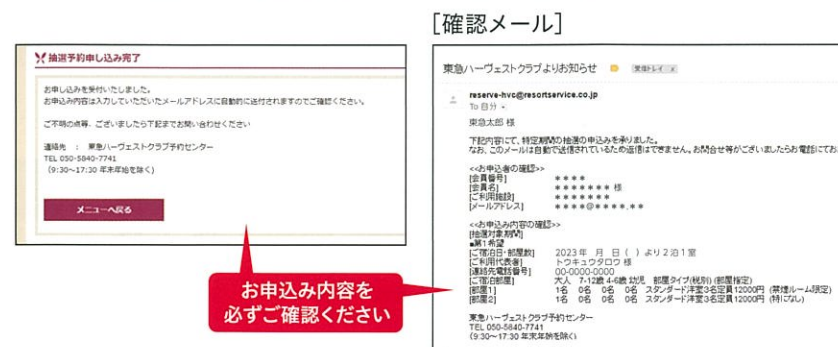 [確認メール]
抽選予約申し込み完了
お申し込みを受付いたしました。
お申込み内容は入力していただいたメールアドレスに自動的に送付されますのでご確認ください。
ご不明の点等、ございましたら下記までお問い合わせください
連絡先 : 東急ハーヴェストクラブ予約センター
TEL 050-5840-7741
(9:30〜17:30 年末年始を除く)
メニューへ戻る
お申込み内容を
必ずご確認ください
東急ハーヴェストクラブよりお知らせ
受信トレイ x
reserve-hvc@resortservice.co.jp
To 自分
東急太郎 様
下記内容にて、特定期間の抽選の申込みを承りました。
なお、このメールは自動で送信されているため返信はできません。お問合せ等がございましたらお電話にてお
<<お申込者の確認>>
[会員番号] ****
[会員名] ******* 様
[ご利用施設] *******
[メールアドレス] ****@****.**
<<お申込み内容の確認>>
[抽選対象期間]
■第1希望
[ご宿泊日・部屋数] 2023年 月 日( )より2泊1室
[ご利用代表者] トウキュウタロウ 様
[連絡先電話番号] 00-0000-0000
[ご宿泊部屋] 大人 7-12歳 4-6歳 幼児 部屋タイプ(税別)(部屋指定)
[部屋1] 1名 0名 0名 0名 スタンダード洋室3名定員12000円 (禁煙ルーム限定)
[部屋2] 1名 0名 0名 0名 スタンダード洋室3名定員12000円 (特になし)
東急ハーヴェストクラブ予約センター
TEL 050-5840-7741
(9:30〜17:30 年末年始を除く)